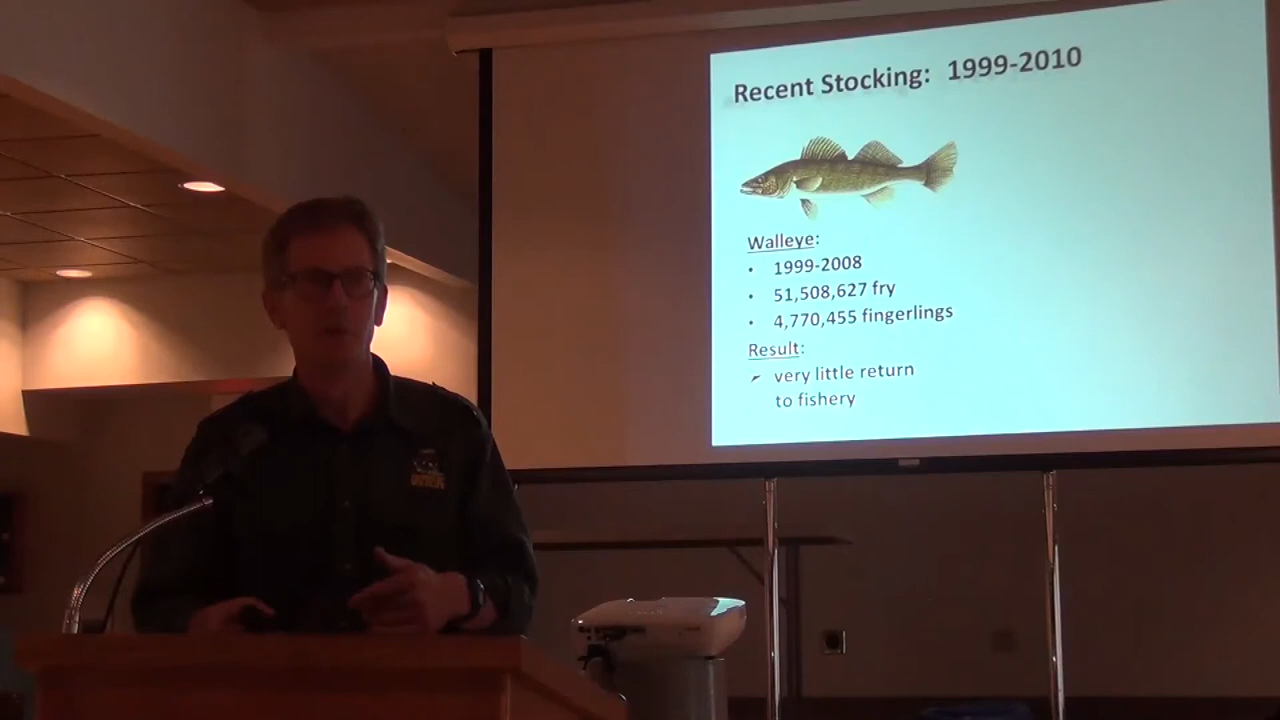 Recent Stocking: 1999-2010
Walleye:
• 1999-2008
• 51,508,627 fry
• 4,770,455 fingerlings
Result:
➢ very little return
to fishery